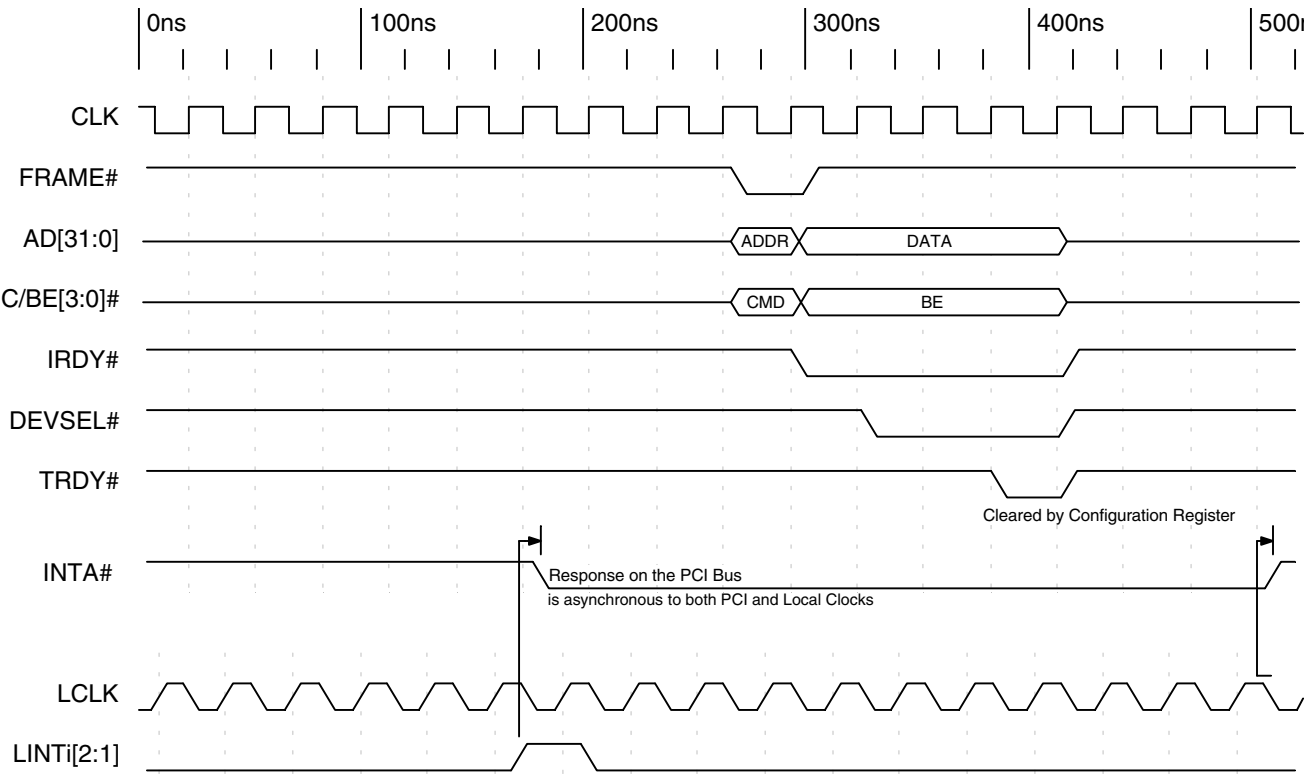 0ns 100ns 200ns 300ns 400ns 500n
CLK
FRAME#
AD[31:0] ADDR DATA
C/BE[3:0]# CMD BE
IRDY#
DEVSEL#
TRDY#
Cleared by Configuration Register
INTA# Response on the PCI Bus
is asynchronous to both PCI and Local Clocks
LCLK
LINTi[2:1]